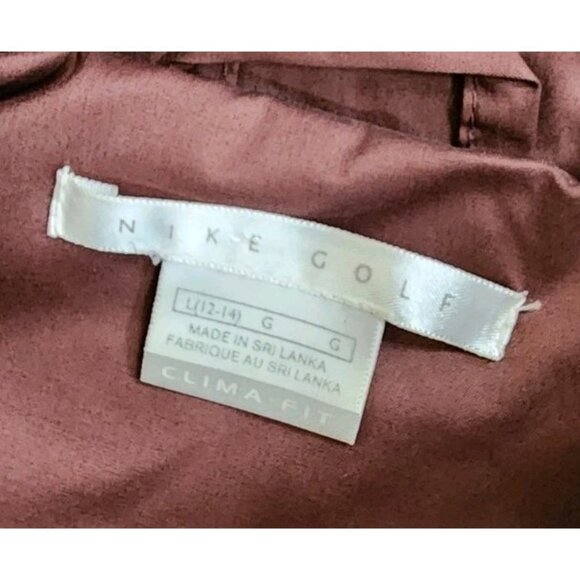 NIKE GOLF
L(12-14) G G
MADE IN SRI LANKA
FABRIQUE AU SRI LANKA
CLIMA-FIT